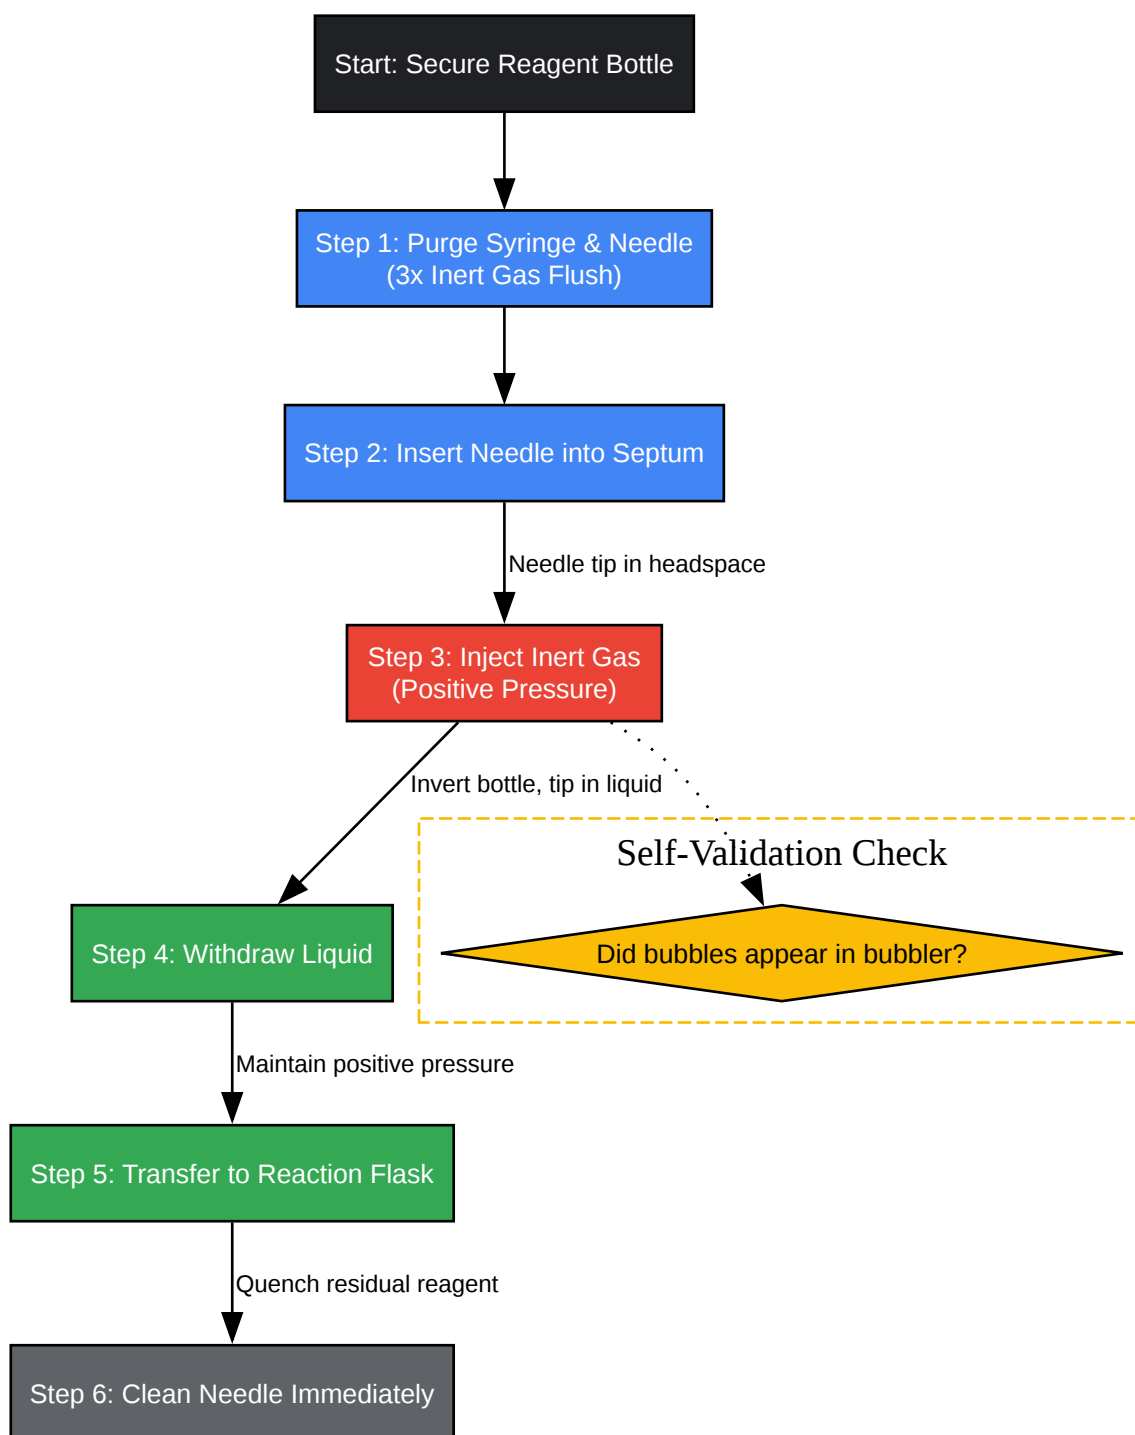 Start: Secure Reagent Bottle
Step 1: Purge Syringe & Needle
(3x Inert Gas Flush)
Step 2: Insert Needle into Septum
Needle tip in headspace
Step 3: Inject Inert Gas
(Positive Pressure)
Invert bottle, tip in liquid
Self-Validation Check
Step 4: Withdraw Liquid
Did bubbles appear in bubbler?
Maintain positive pressure
Step 5: Transfer to Reaction Flask
Quench residual reagent
Step 6: Clean Needle Immediately